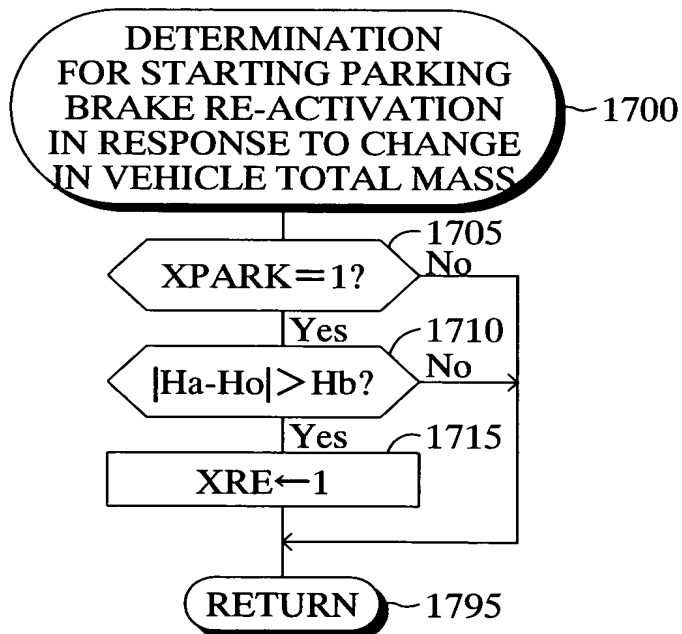 DETERMINATION
FOR STARTING PARKING
BRAKE RE-ACTIVATION
IN RESPONSE TO CHANGE
IN VEHICLE TOTAL MASS
1700
1705
XPARK=1?
No
Yes
1710
|Ha-Ho|>Hb?
No
Yes
1715
XRE←1
RETURN
1795